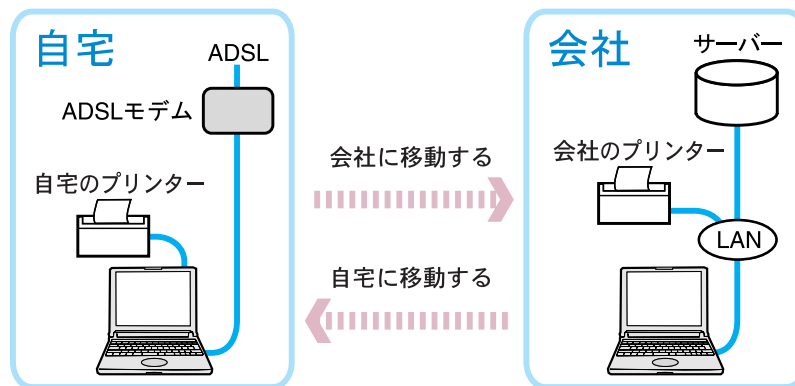 自宅
ADSL
ADSLモデム
自宅のプリンター
会社に移動する
自宅に移動する
会社
サーバー
会社のプリンター
LAN